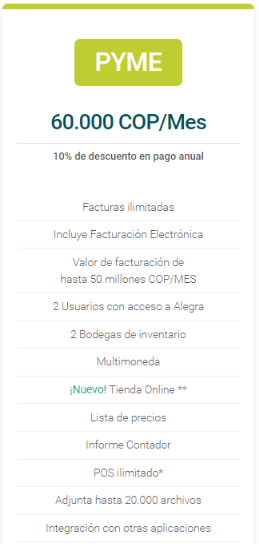 PYME
60.000 COP/Mes
10% de descuento en pago anual
Facturas ilimitadas
Incluye Facturación Electrónica
Valor de facturación de
hasta 50 millones COP/MES
2 Usuarios con acceso a Alegra
2 Bodegas de inventario
Multimoneda
¡Nuevo! Tienda Online **
Lista de precios
Informe Contador
POS ilimitado*
Adjunta hasta 20.000 archivos
Integración con otras aplicaciones